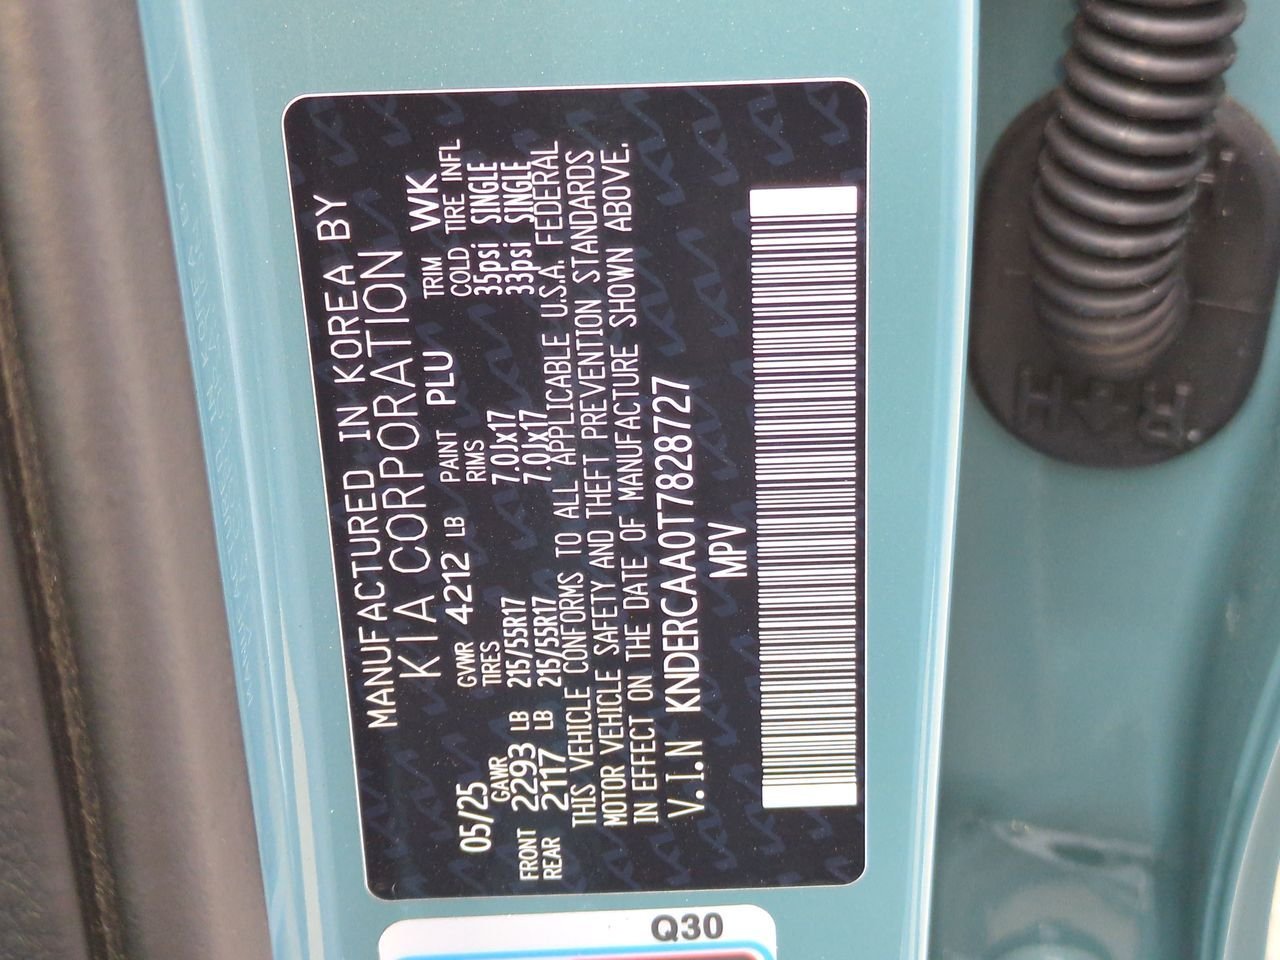 MANUFACTURED IN KOREA BY
KIA CORPORATION
05/25 GVWR 4212 LB PAINT PLU TRIM WK
GAWR TIRES RIMS COLD TIRE INFL
FRONT 2293 LB 215/55R17 7.0Jx17 35psi SINGLE
REAR 2117 LB 215/55R17 7.0Jx17 33psi SINGLE
THIS VEHICLE CONFORMS TO ALL APPLICABLE U.S.A. FEDERAL
MOTOR VEHICLE SAFETY AND THEFT PREVENTION STANDARDS
IN EFFECT ON THE DATE OF MANUFACTURE SHOWN ABOVE.
V.I.N KNDERCAA0T7828727
MPV
Q30